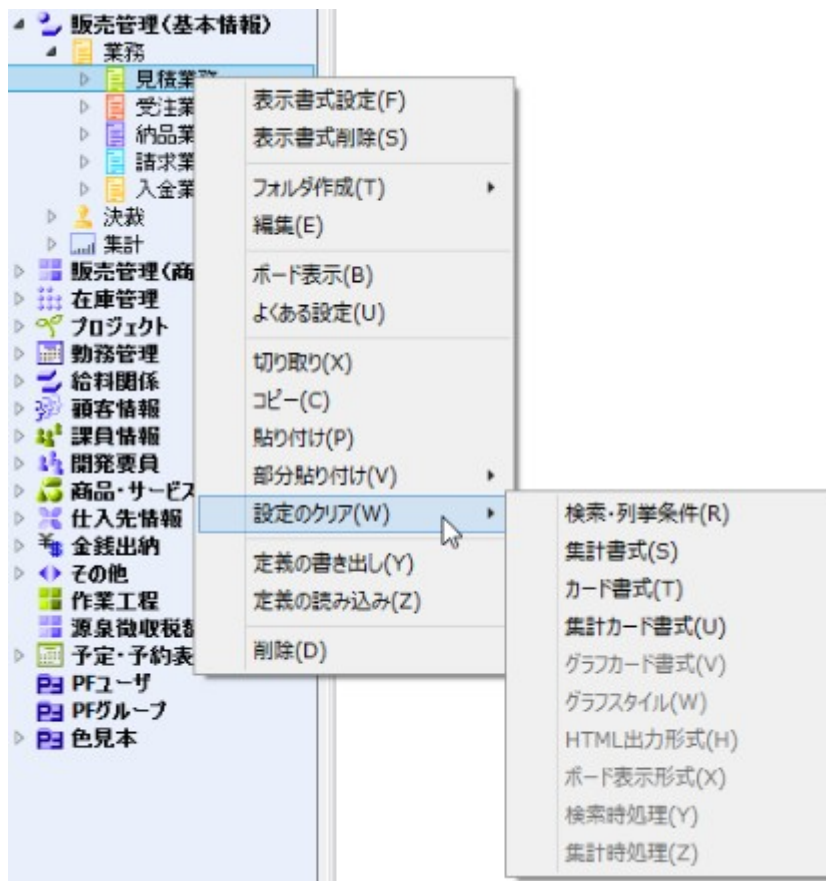 販売管理(基本情報)
業務
見積業
受注業
納品業
請求業
入金業
決裁
集計
販売管理(商
在庫管理
プロジェクト
勤務管理
給料関係
顧客情報
課員情報
開発要員
商品・サービス
仕入先情報
金銭出納
その他
作業工程
源泉徴収税額
予定・予約表
PFユーザ
PFグループ
色見本
表示書式設定(F)
表示書式削除(S)
フォルダ作成(T)
編集(E)
ボード表示(B)
よくある設定(U)
切り取り(X)
コピー(C)
貼り付け(P)
部分貼り付け(V)
設定のクリア(W)
定義の書き出し(Y)
定義の読み込み(Z)
削除(D)
検索・列挙条件(R)
集計書式(S)
カード書式(T)
集計カード書式(U)
グラフカード書式(V)
グラフスタイル(W)
HTML出力形式(H)
ボード表示形式(X)
検索時処理(Y)
集計時処理(Z)